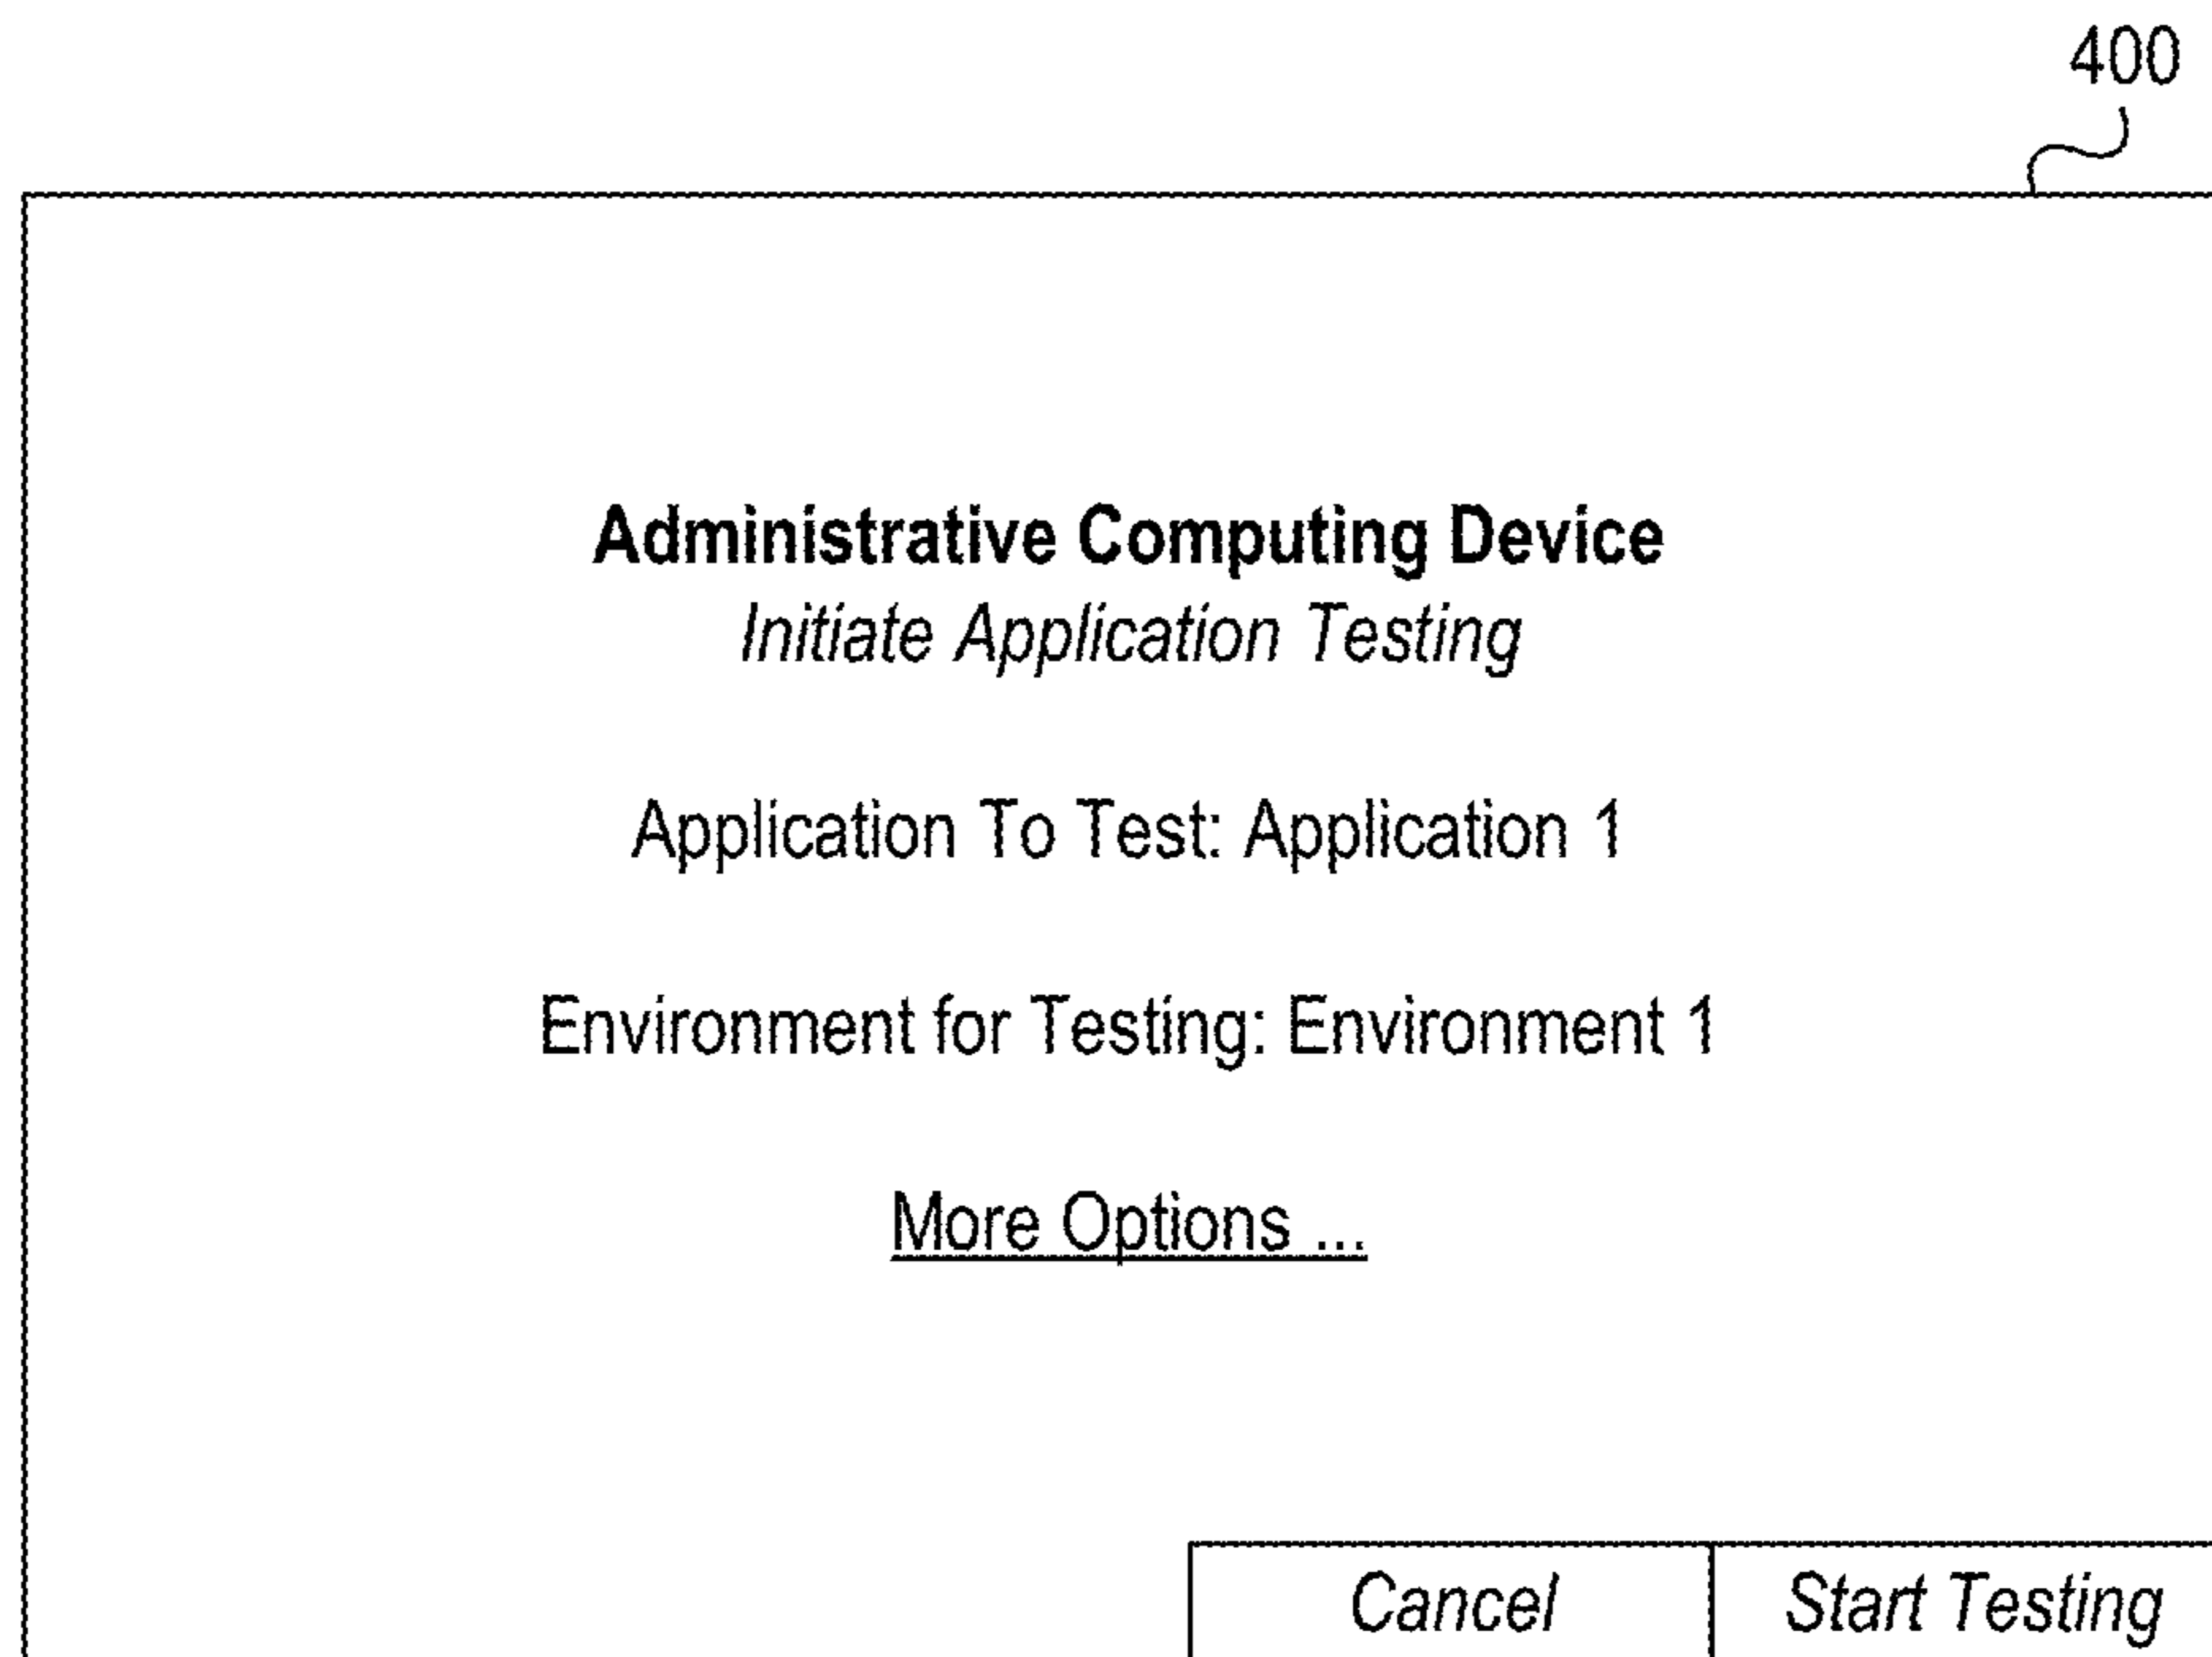 400
Administrative Computing Device
Initiate Application Testing
Application To Test: Application 1
Environment for Testing: Environment 1
More Options ...
Cancel
Start Testing